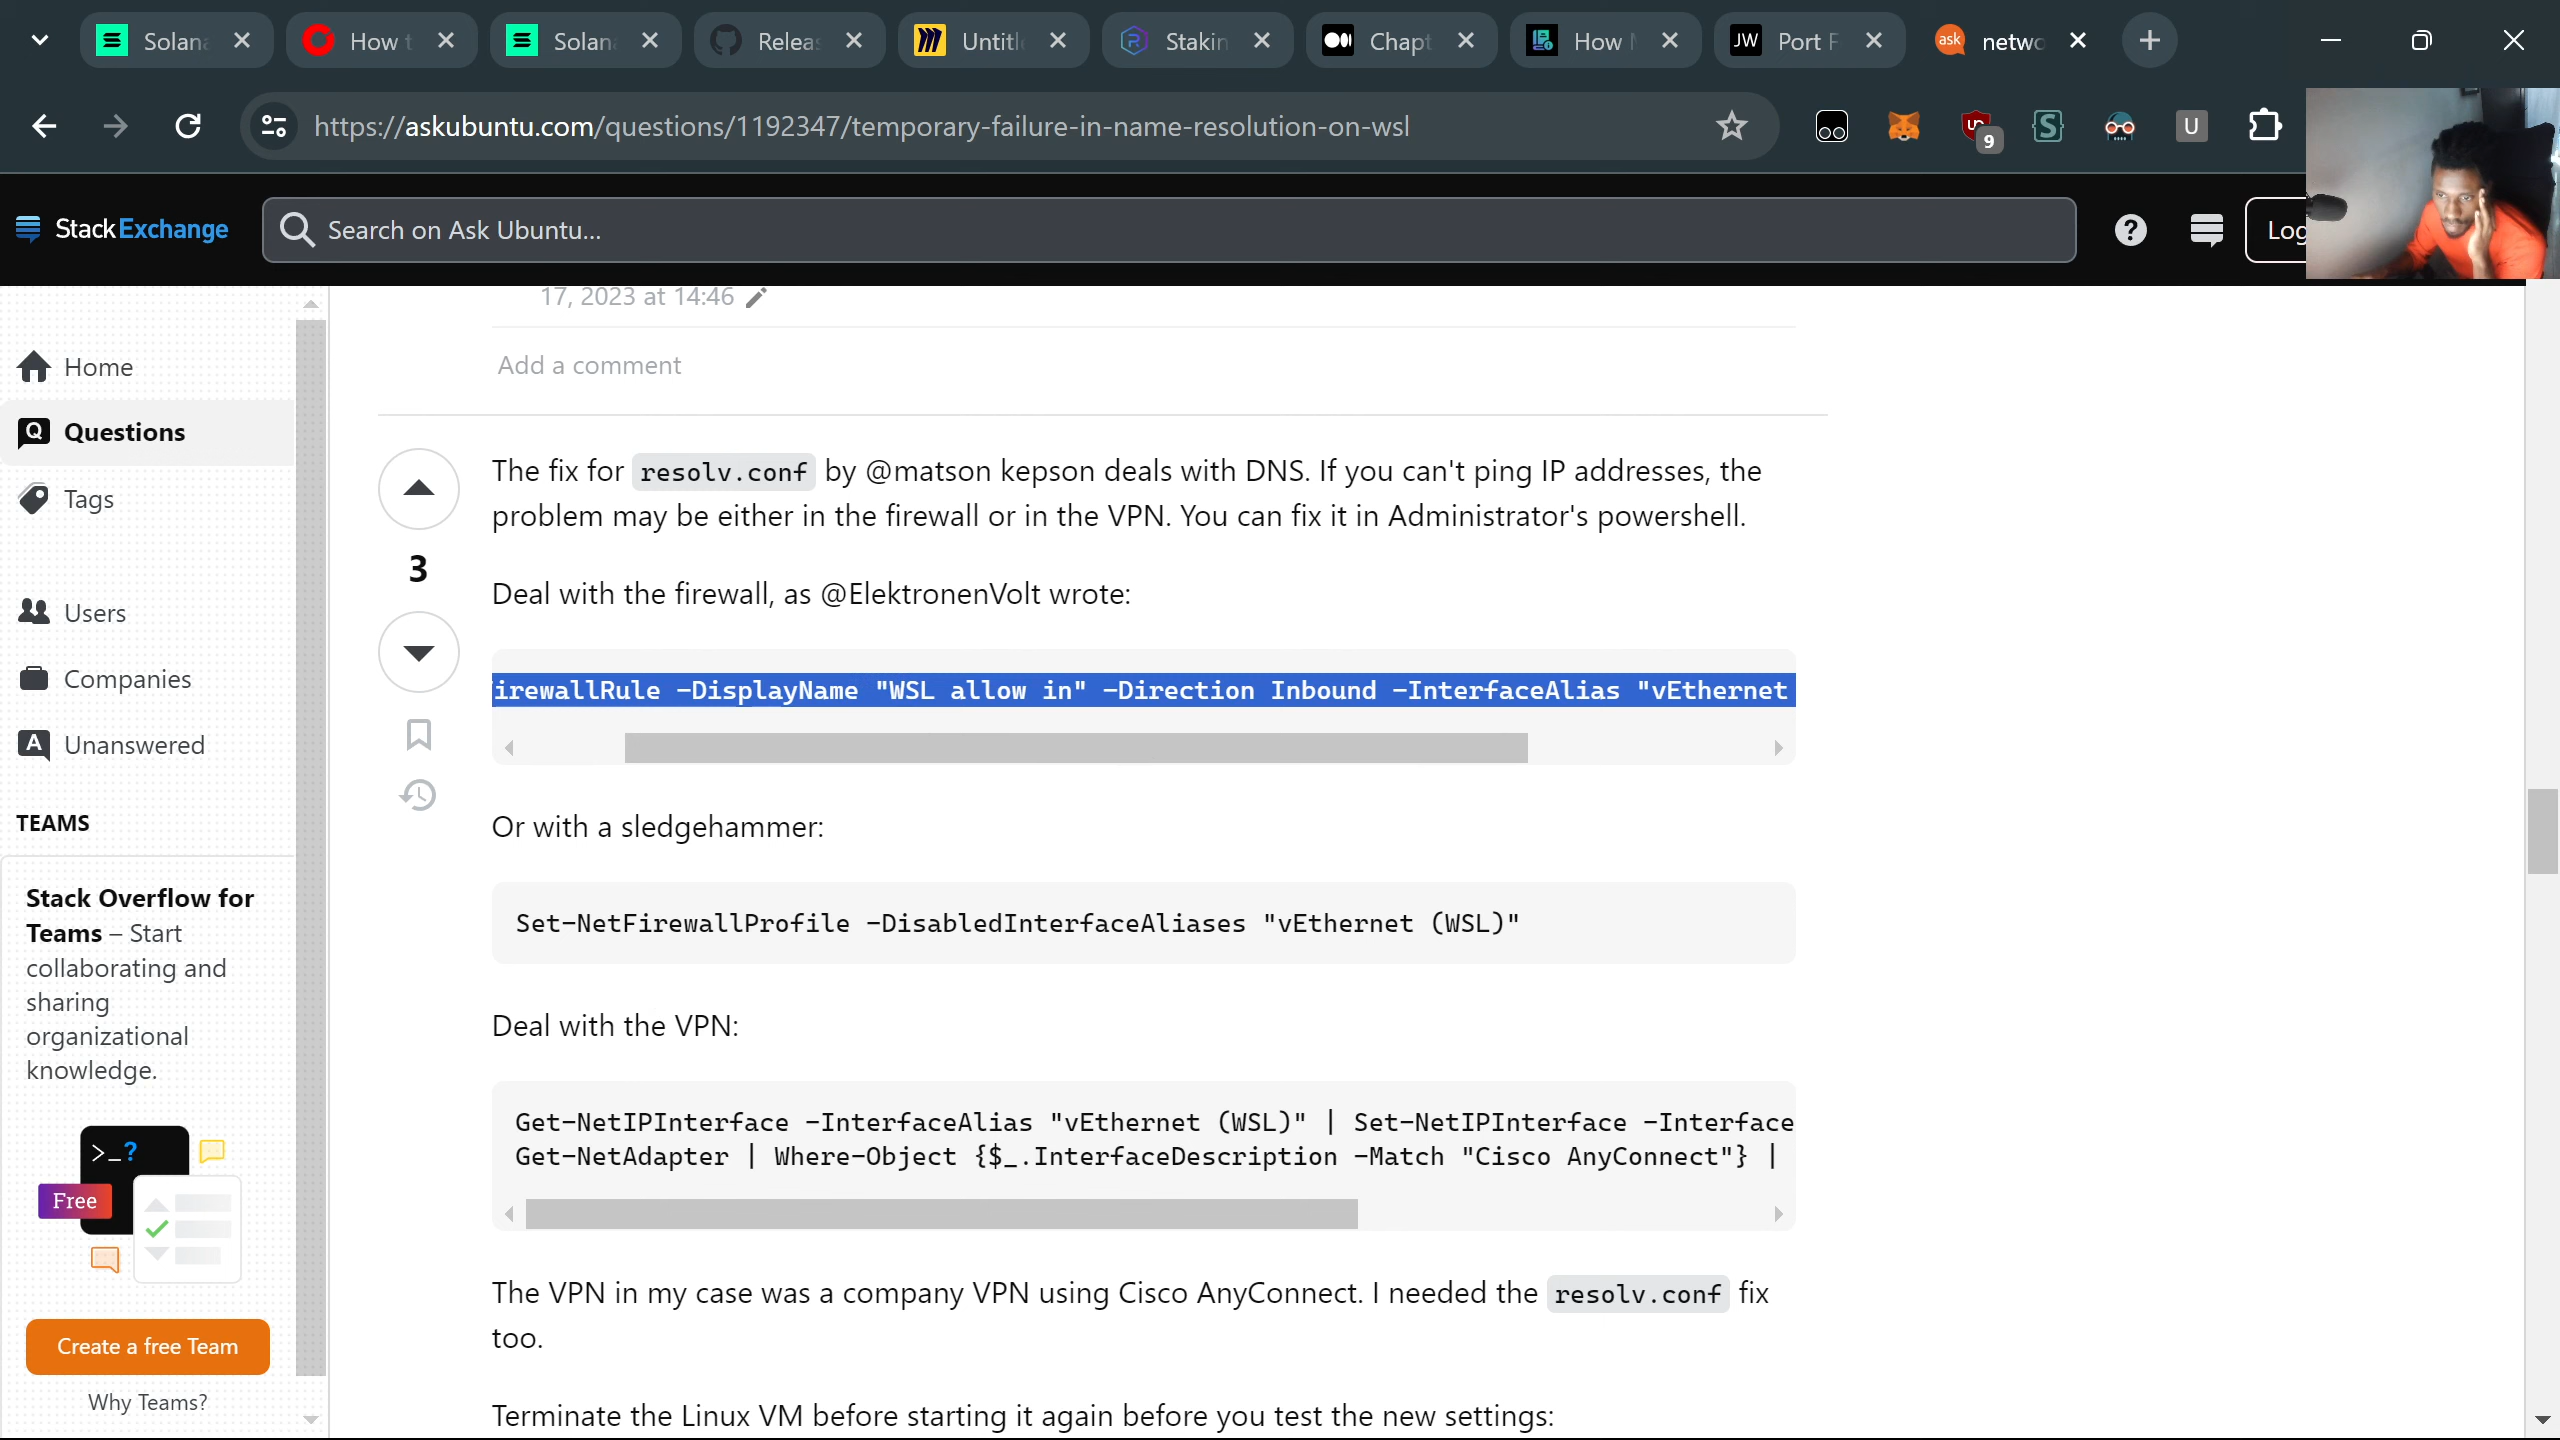 Solana
How t
Solan
Relea
Untitl
Stakin
Chapt
How
JW
Port F
ask
netwo
https://askubuntu.com/questions/1192347/temporary-failure-in-name-resolution-on-wsl
9
U
StackExchange
Search on Ask Ubuntu...
Log
Home
Questions
Tags
Users
Companies
Unanswered
TEAMS
Stack Overflow for
Teams – Start
collaborating and
sharing
organizational
knowledge.
>_?
Free
Create a free Team
Why Teams?
17, 2023 at 14:46
Add a comment
3
The fix for resolv.conf by @matson kepson deals with DNS. If you can't ping IP addresses, the
problem may be either in the firewall or in the VPN. You can fix it in Administrator's powershell.
Deal with the firewall, as @ElektronenVolt wrote:
irewallRule -DisplayName "WSL allow in" -Direction Inbound -InterfaceAlias "vEthernet
Or with a sledgehammer:
Set-NetFirewallProfile -DisabledInterfaceAliases "vEthernet (WSL)"
Deal with the VPN:
Get-NetIPInterface -InterfaceAlias "vEthernet (WSL)" | Set-NetIPInterface -Interface
Get-NetAdapter | Where-Object {$_.InterfaceDescription -Match "Cisco AnyConnect"} |
The VPN in my case was a company VPN using Cisco AnyConnect. I needed the resolv.conf fix
too.
Terminate the Linux VM before starting it again before you test the new settings: